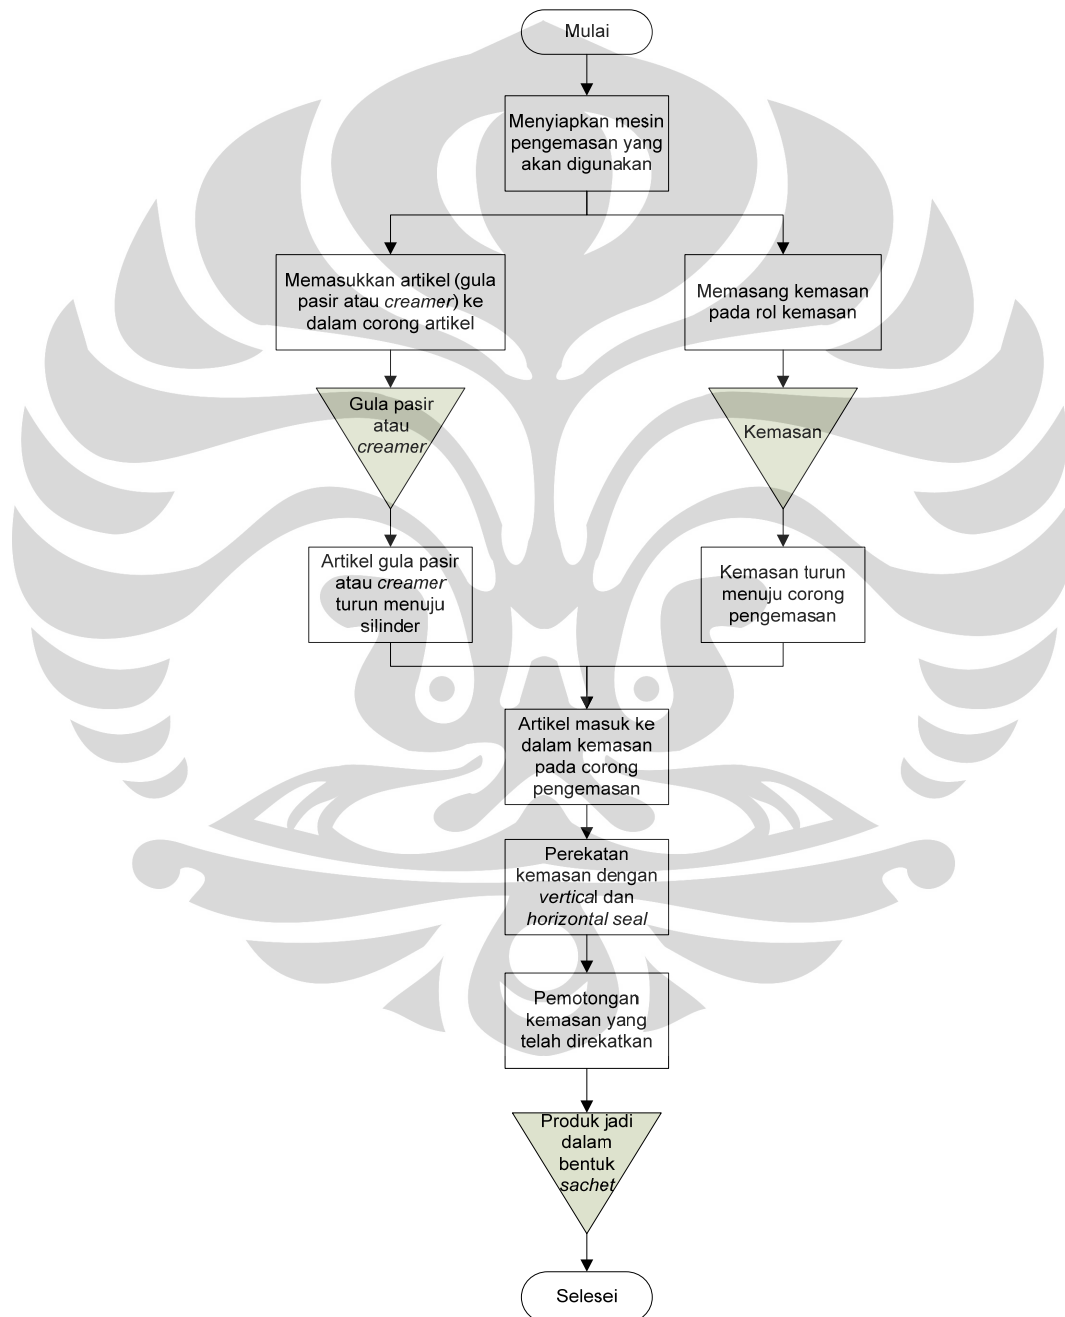 Mulai
Menyiapkan mesin
pengemasan yang
akan digunakan
Memasukkan artikel (gula
pasir atau creamer) ke
dalam corong artikel
Memasang kemasan
pada rol kemasan
Gula pasir
atau
creamer
Kemasan
Artikel gula pasir
atau creamer
turun menuju
silinder
Kemasan turun
menuju corong
pengemasan
Artikel masuk ke
dalam kemasan
pada corong
pengemasan
Perekatan
kemasan dengan
vertical dan
horizontal seal
Pemotongan
kemasan yang
telah direkatkan
Produk jadi
dalam
bentuk
sachet
Selesei